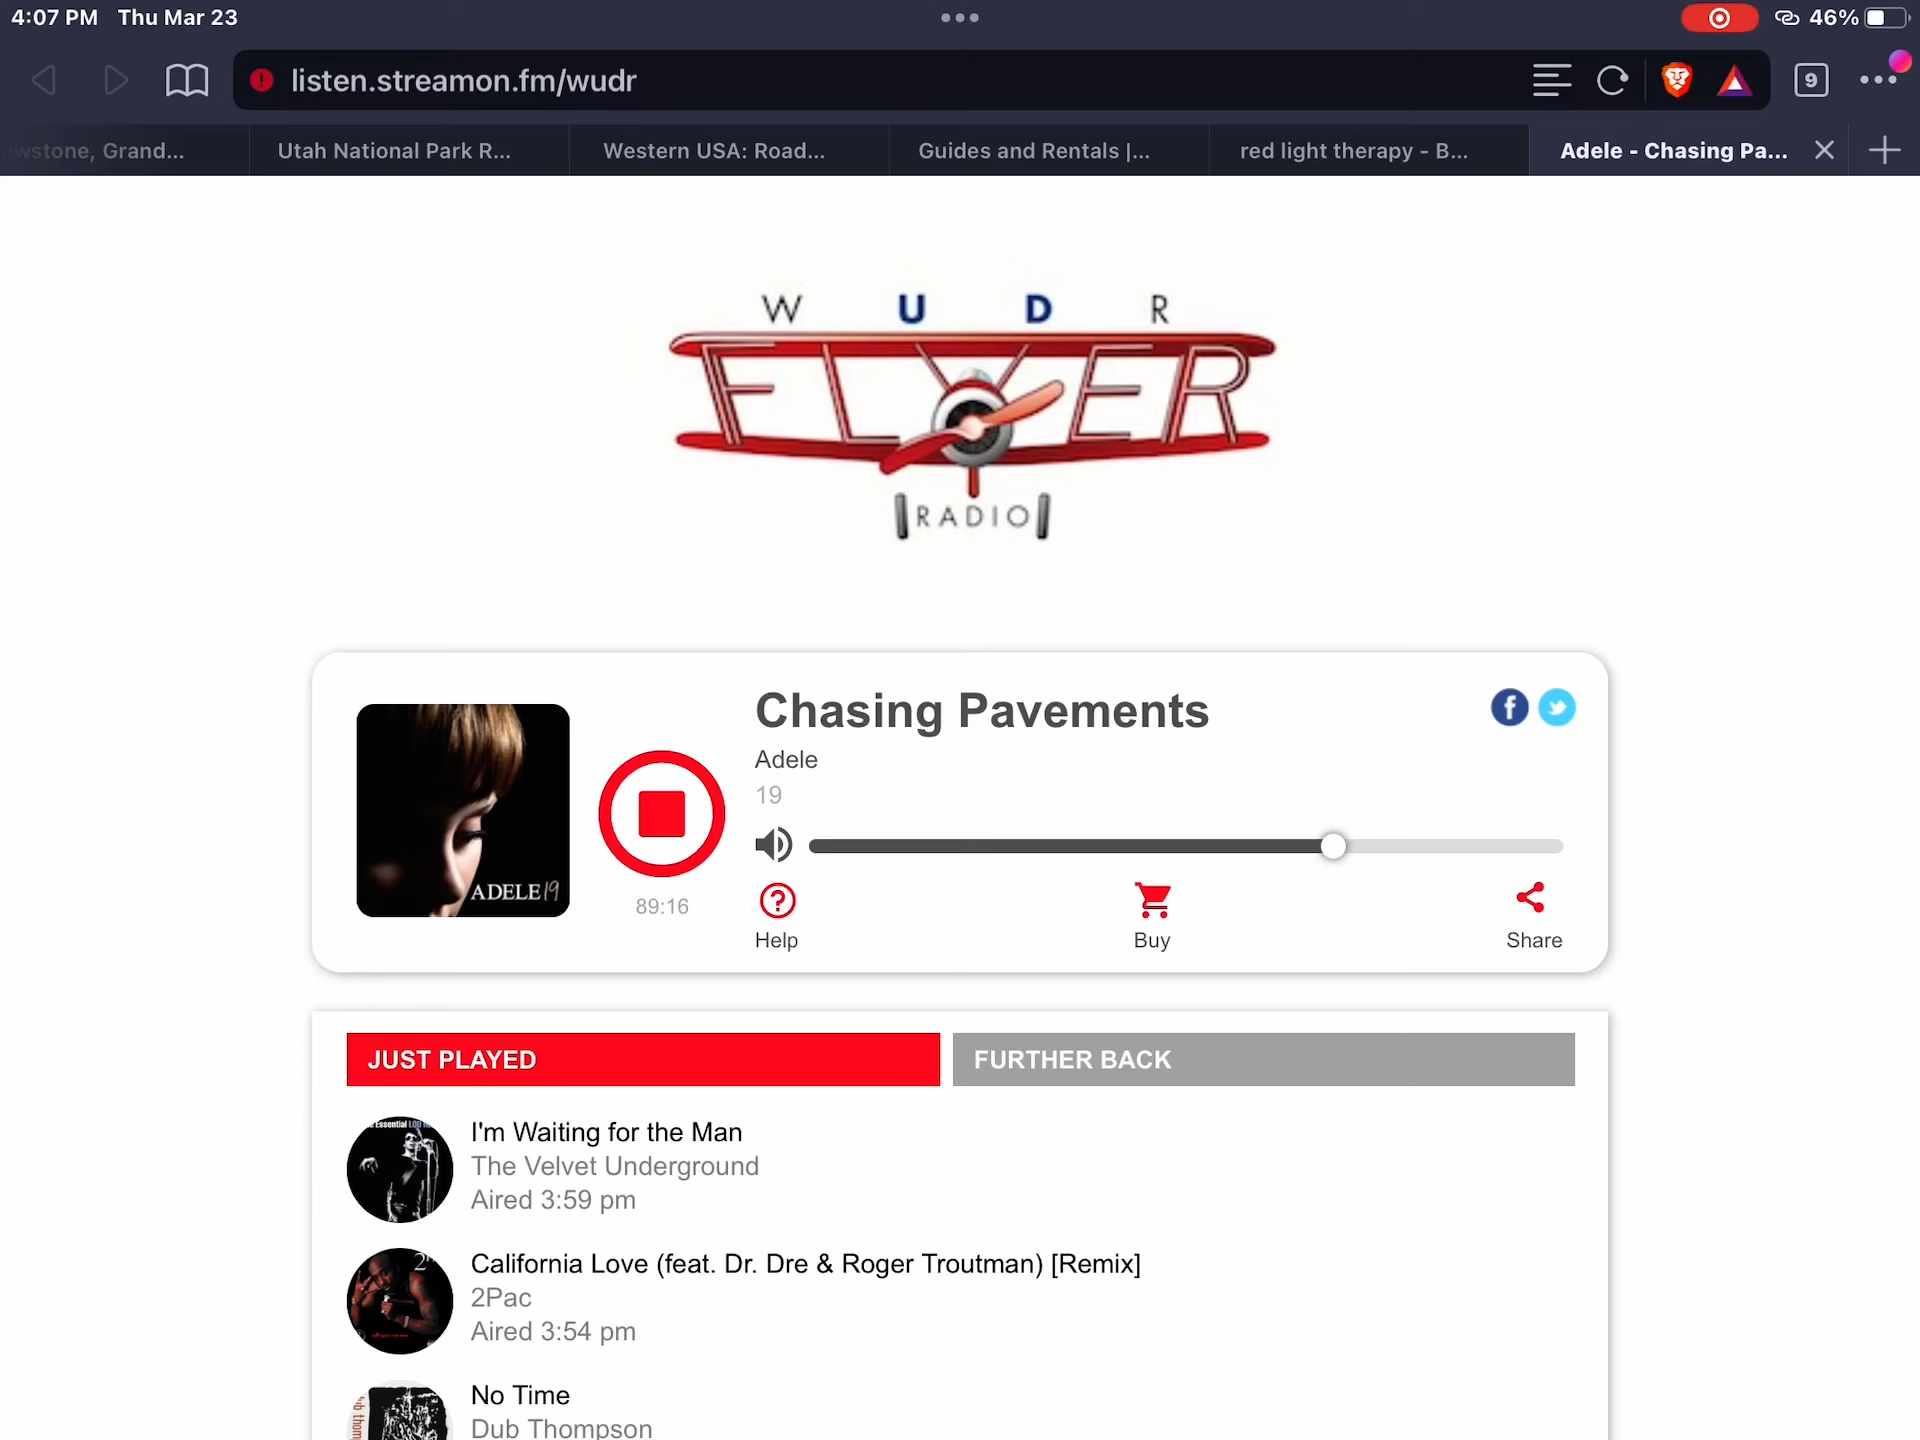 4:07 PM Thu Mar 23
46%
listen.streamon.fm/wudr
9
wstone, Grand...
Utah National Park R...
Western USA: Road...
Guides and Rentals |...
red light therapy - B...
Adele - Chasing Pa...
W U D R
FLYER
RADIO
Chasing Pavements
Adele
19
ADELE 19
89:16
Help
Buy
Share
JUST PLAYED
FURTHER BACK
I'm Waiting for the Man
The Velvet Underground
Aired 3:59 pm
California Love (feat. Dr. Dre & Roger Troutman) [Remix]
2Pac
Aired 3:54 pm
No Time
Dub Thompson